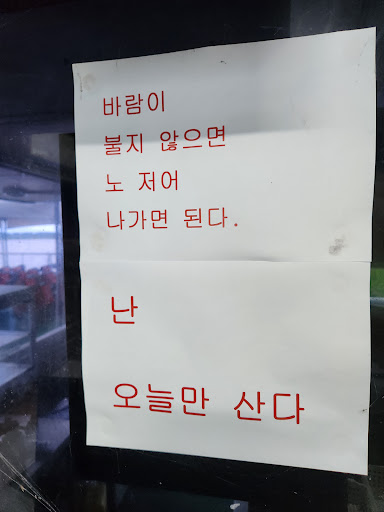 바람이
불지 않으면
노 저어
나가면 된다.
난
오늘만 산다